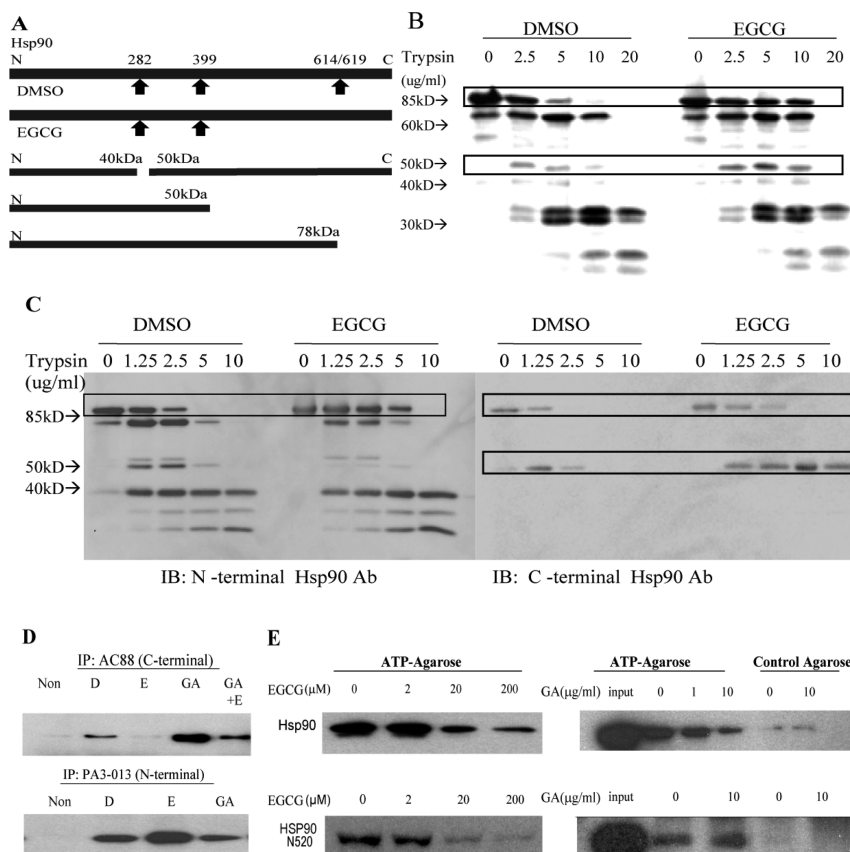 A
Hsp90
N 282 399 614/619 C
DMSO
EGCG
N 40kDa 50kDa C
N 50kDa
N 78kDa
B
DMSO EGCG
Trypsin 0 2.5 5 10 20 0 2.5 5 10 20
(ug/ml)
85kD→
60kD→
50kD→
40kD→
30kD→
C
DMSO EGCG DMSO EGCG
Trypsin 0 1.25 2.5 5 10 0 1.25 2.5 5 10 0 1.25 2.5 5 10 0 1.25 2.5 5 10
(ug/ml)
85kD→
50kD→
40kD→
IB: N -terminal Hsp90 Ab IB: C -terminal Hsp90 Ab
D
IP: AC88 (C-terminal)
Non D E GA GA
+E
IP: PA3-013 (N-terminal)
Non D E GA
E
ATP-Agarose ATP-Agarose Control Agarose
EGCG(μM) 0 2 20 200 GA(μg/ml) input 0 1 10 0 10
Hsp90
EGCG(μM) 0 2 20 200 GA(μg/ml) input 0 10 0 10
HSP90
N520